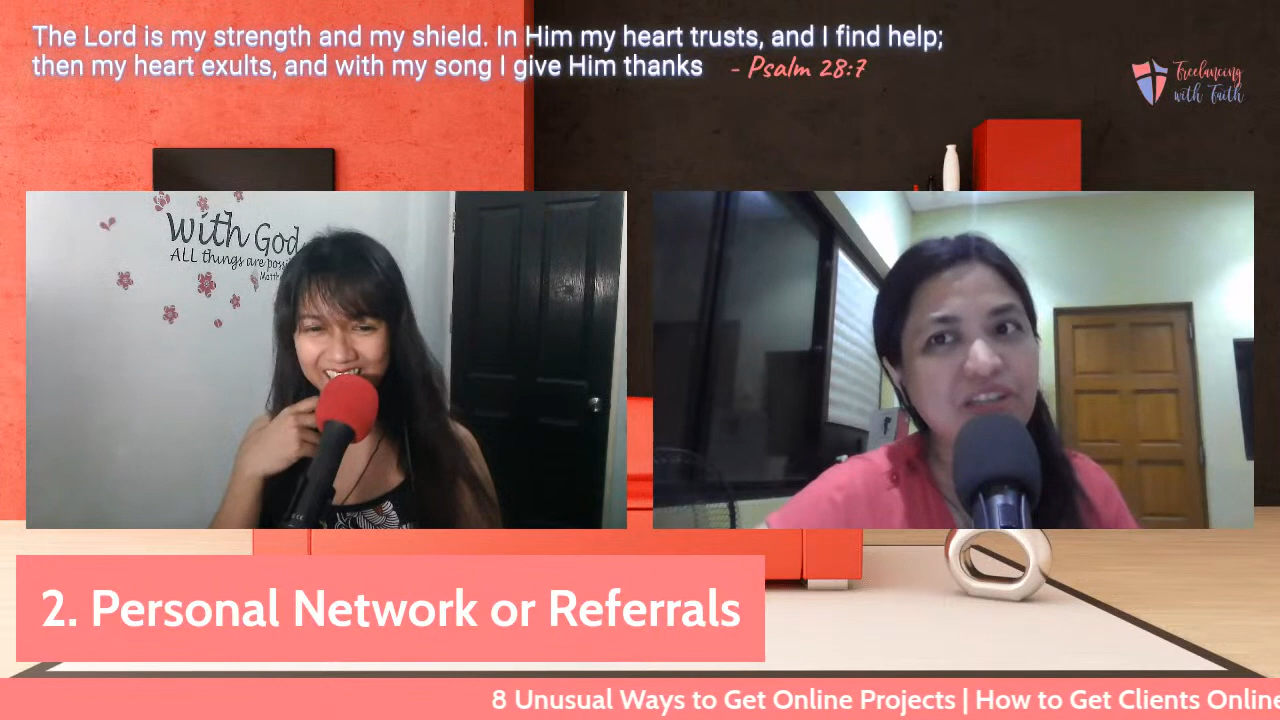 The Lord is my strength and my shield. In Him my heart trusts, and I find help;
then my heart exults, and with my song I give Him thanks - Psalm 28:7
Freelancing
with Faith
with God
ALL things are
2. Personal Network or Referrals
8 Unusual Ways to Get Online Projects | How to Get Clients Online